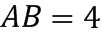 AB = 4